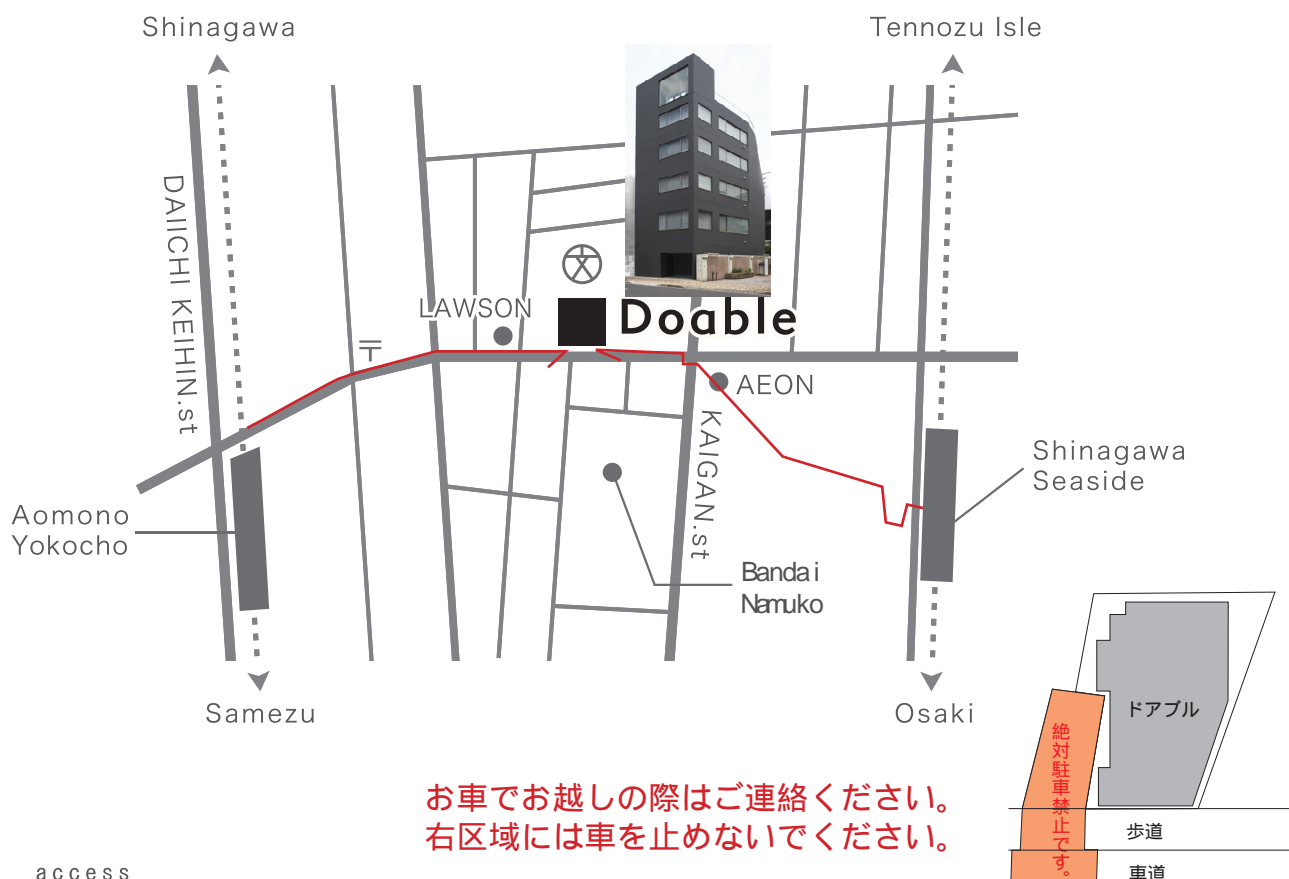 Shinagawa
Tennozu Isle
DAIICHI KEIHIN.st
LAWSON
Doable
〒
文
AEON
KAIGAN.st
Shinagawa
Seaside
Aomono
Yokocho
Bandai
Namuko
Samezu
Osaki
ドアブル
絶対駐車禁止です。
お車でお越しの際はご連絡ください。
右区域には車を止めないでください。
歩道
車道
access